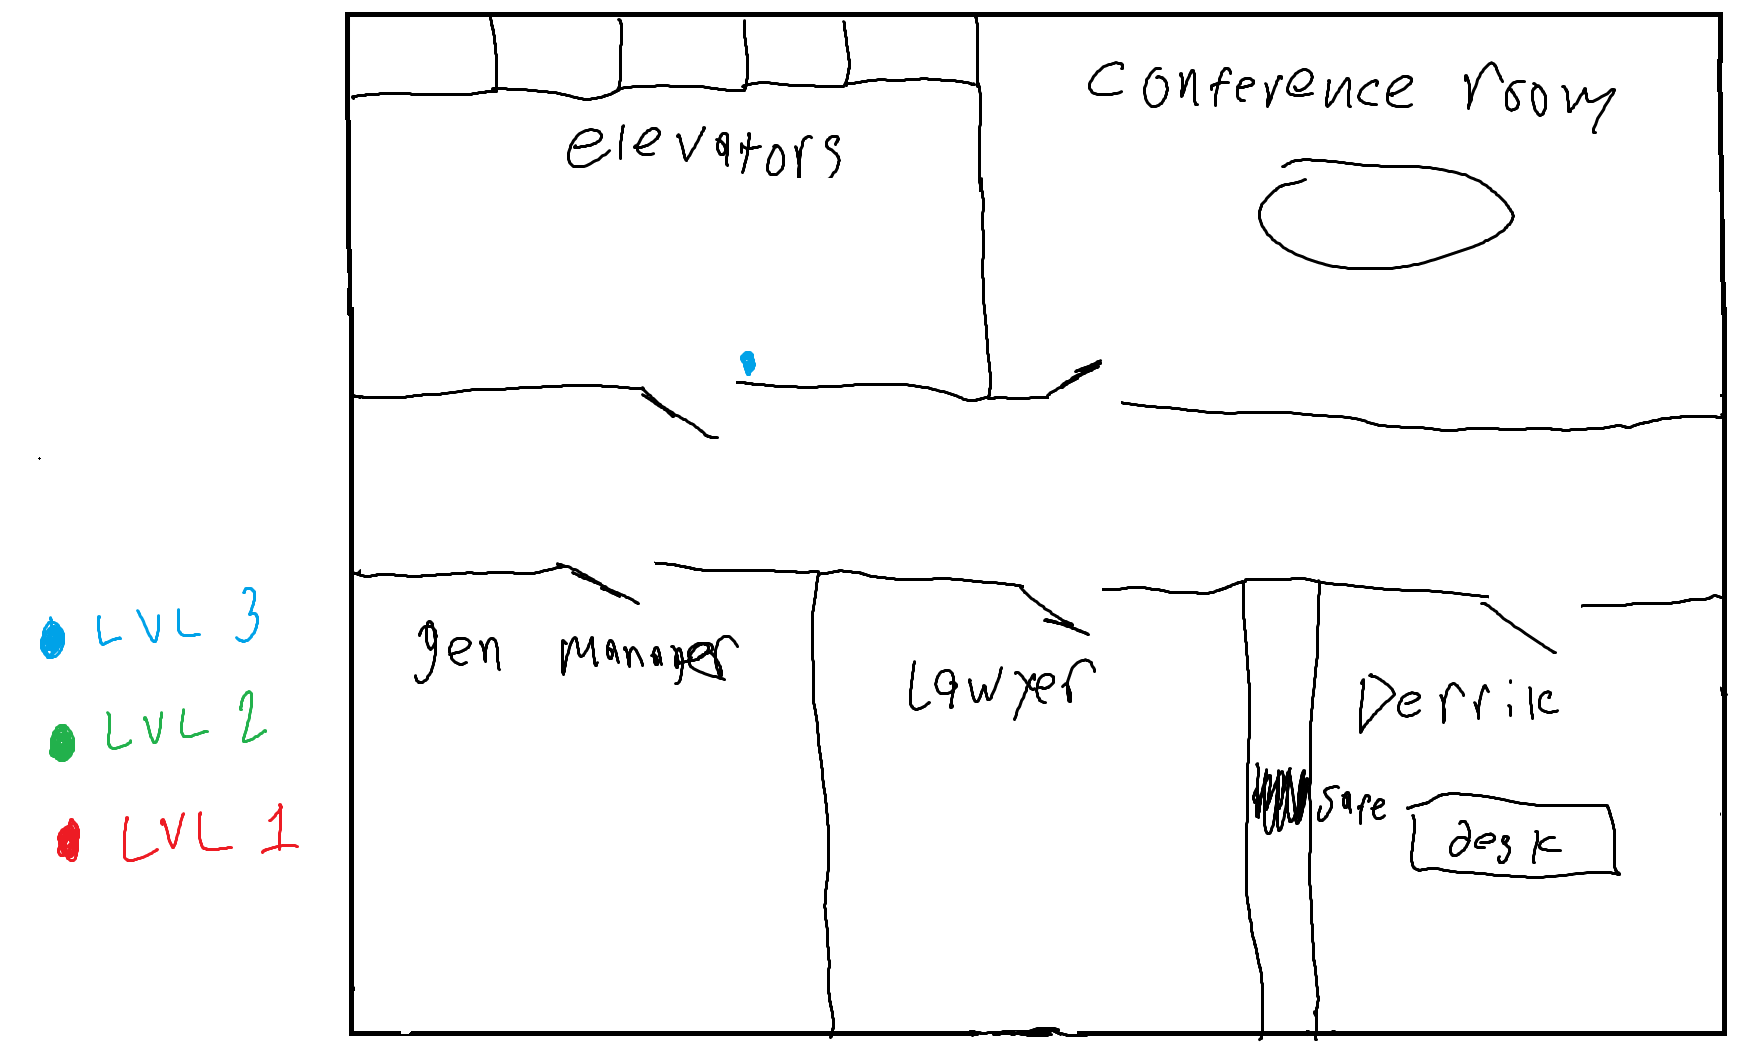 Conference room
elevators
LVL 3
gen manager
Lawyer
Derrik
LVL 2
safe
desk
LVL 1